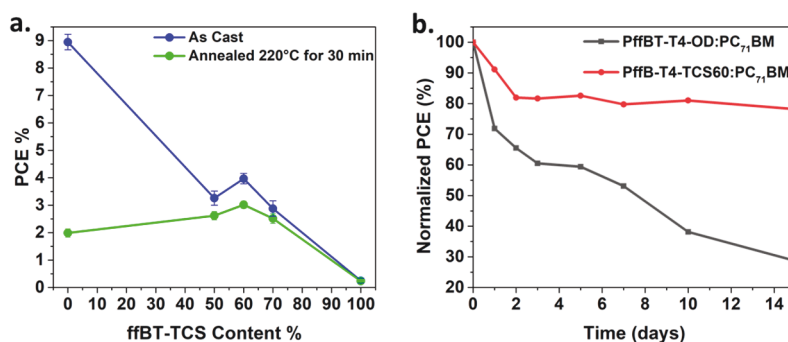 a.
As Cast
Annealed 220°C for 30 min
PCE %
9
8
7
6
5
4
3
2
1
0
0 10 20 30 40 50 60 70 80 90 100
ffBT-TCS Content %
b.
PffBT-T4-OD:PC₇₁BM
PffB-T4-TCS60:PC₇₁BM
Normalized PCE (%)
100
90
80
70
60
50
40
30
20
0 2 4 6 8 10 12 14
Time (days)